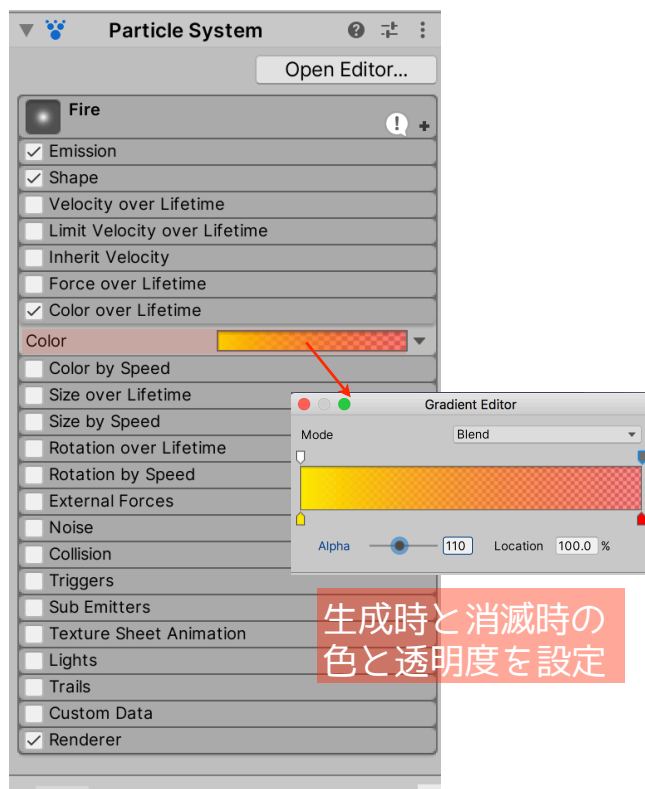 Particle System
Open Editor...
Fire
Emission
Shape
Velocity over Lifetime
Limit Velocity over Lifetime
Inherit Velocity
Force over Lifetime
Color over Lifetime
Color
Color by Speed
Size over Lifetime
Size by Speed
Rotation over Lifetime
Rotation by Speed
External Forces
Noise
Collision
Triggers
Sub Emitters
Texture Sheet Animation
Lights
Trails
Custom Data
Renderer
Gradient Editor
Mode Blend
Alpha 110 Location 100.0 %
生成時と消滅時の
色と透明度を設定